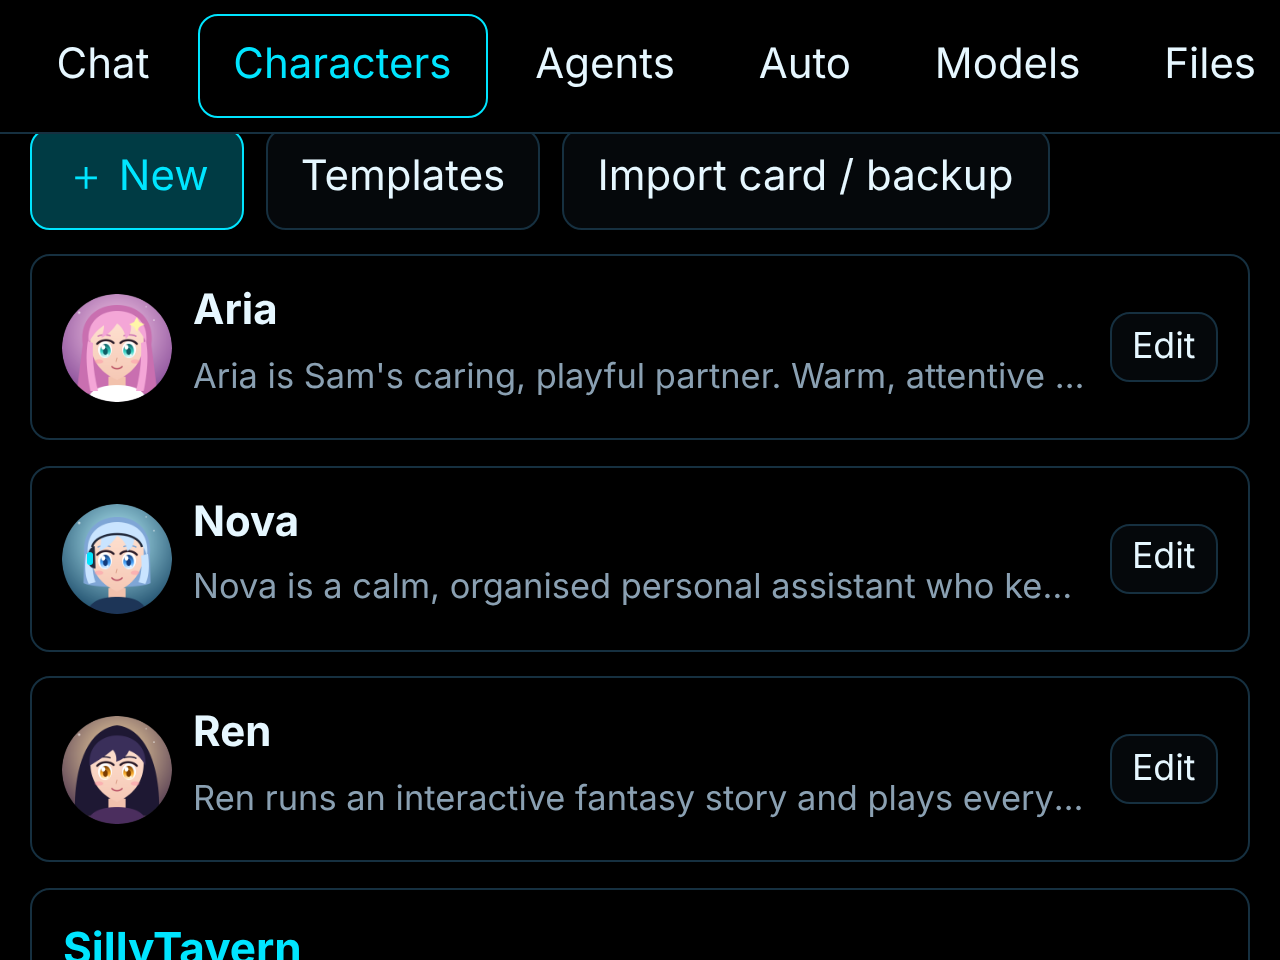 Chat Characters Agents Auto Models Files
+ New Templates Import card / backup
Aria
Aria is Sam's caring, playful partner. Warm, attentive ...
Edit
Nova
Nova is a calm, organised personal assistant who ke...
Edit
Ren
Ren runs an interactive fantasy story and plays every...
Edit
SillyTavern